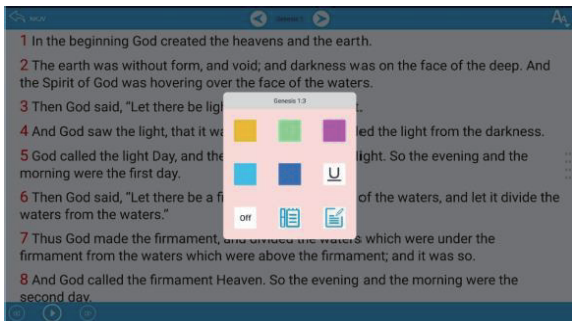 MKJV Genesis 1 AA
1 In the beginning God created the heavens and the earth.
2 The earth was without form, and void; and darkness was on the face of the deep. And
the Spirit of God was hovering over the face of the waters.
3 Then God said, “Let there be ligh
Genesis 1:3
t.
4 And God saw the light, that it wa led the light from the darkness.
5 God called the light Day, and the light. So the evening and the
morning were the first day.
U
6 Then God said, “Let there be a fi of the waters, and let it divide the
waters from the waters.”
Off
7 Thus God made the firmament, and divided the waters which were under the
firmament from the waters which were above the firmament; and it was so.
8 And God called the firmament Heaven. So the evening and the morning were the
second day.